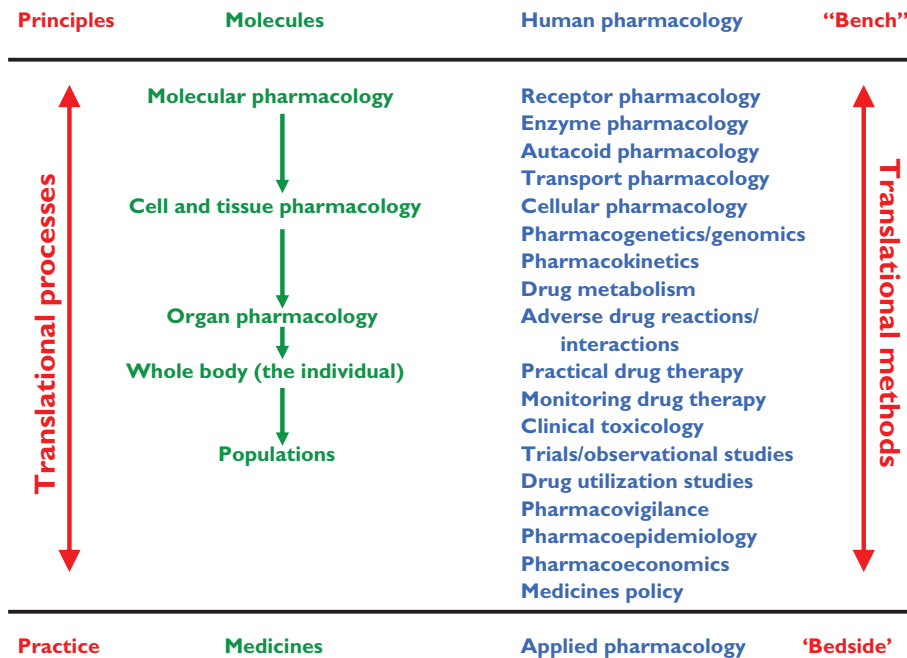 Principles
Molecules
Human pharmacology
“Bench”
Translational processes
Molecular pharmacology
Cell and tissue pharmacology
Organ pharmacology
Whole body (the individual)
Populations
Receptor pharmacology
Enzyme pharmacology
Autacoid pharmacology
Transport pharmacology
Cellular pharmacology
Pharmacogenetics/genomics
Pharmacokinetics
Drug metabolism
Adverse drug reactions/
interactions
Practical drug therapy
Monitoring drug therapy
Clinical toxicology
Trials/observational studies
Drug utilization studies
Pharmacovigilance
Pharmacoepidemiology
Pharmacoeconomics
Medicines policy
Translational methods
Practice
Medicines
Applied pharmacology
‘Bedside’